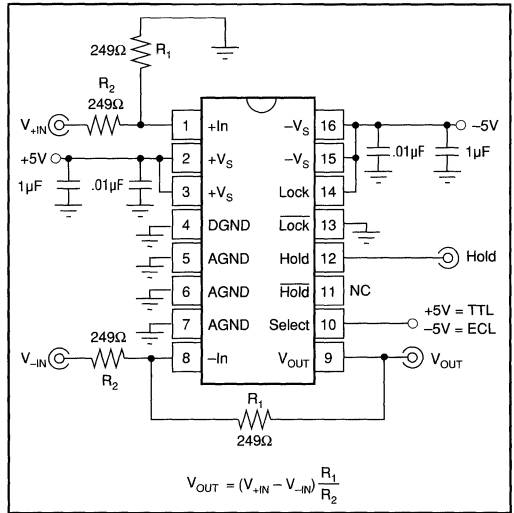 249Ω R₁
R₂
249Ω
V₊IN
1 +In –Vₛ 16 –5V
+5V 2 +Vₛ –Vₛ 15 .01µF 1µF
1µF .01µF 3 +Vₛ Lock 14
4 DGND L̅o̅c̅k̅ 13
5 AGND Hold 12 Hold
6 AGND H̅o̅l̅d̅ 11 NC
7 AGND Select 10 +5V = TTL
–5V = ECL
249Ω
V₋IN 8 –In VOUT 9 VOUT
R₂
R₁
249Ω
VOUT = (V₊IN – V₋IN) R₁
R₂